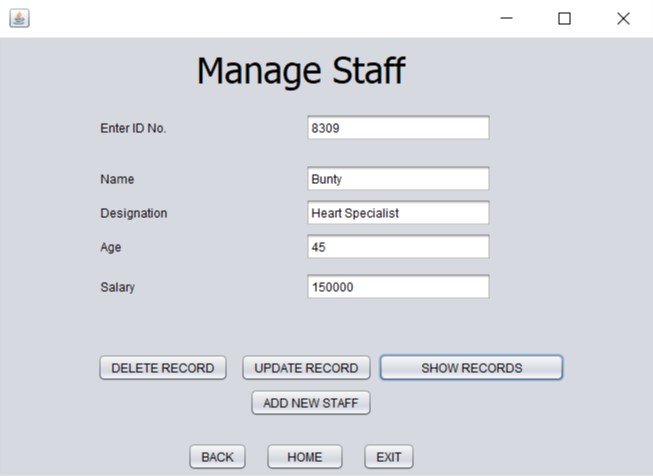 Manage Staff
Enter ID No. 8309
Name Bunty
Designation Heart Specialist
Age 45
Salary 150000
DELETE RECORD UPDATE RECORD SHOW RECORDS
ADD NEW STAFF
BACK HOME EXIT